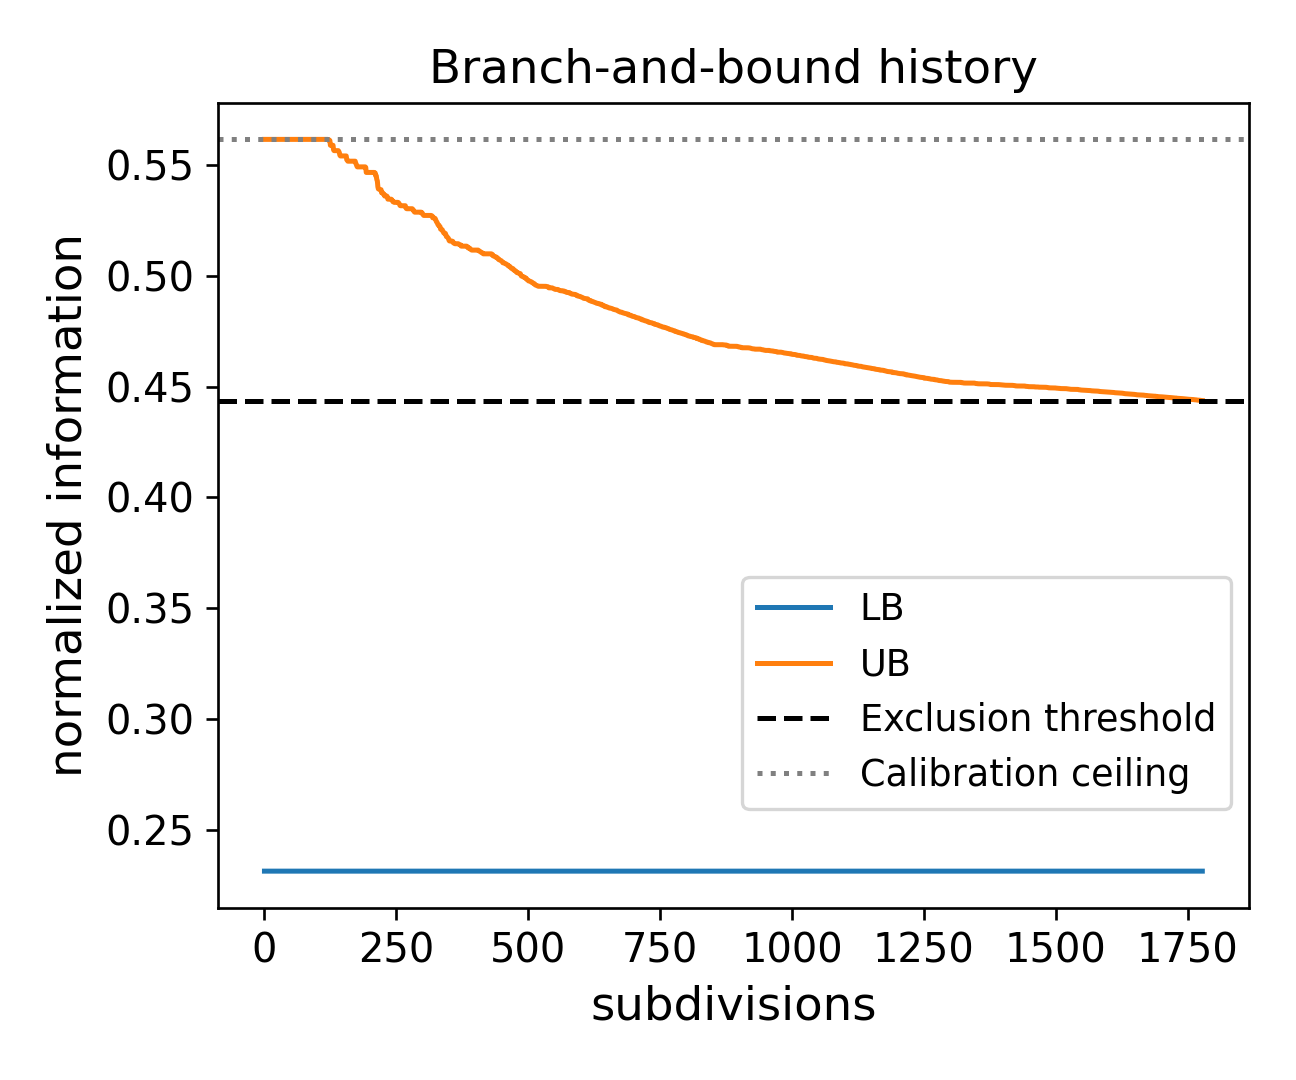 Branch-and-bound history
normalized information
0.55
0.50
0.45
0.40
0.35
0.30
0.25
LB
UB
Exclusion threshold
Calibration ceiling
0 250 500 750 1000 1250 1500 1750
subdivisions